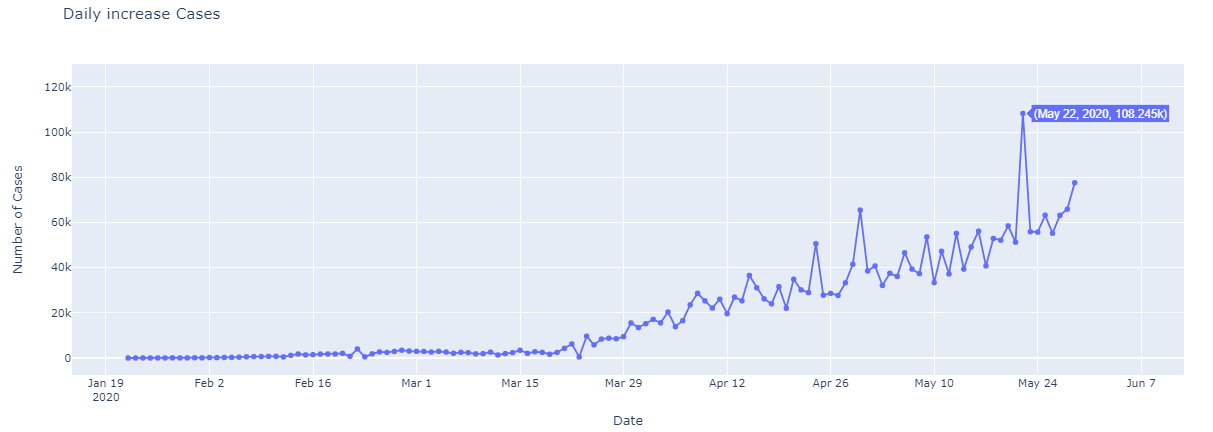 Daily increase Cases
120k
100k
80k
60k
40k
20k
0
Number of Cases
(May 22, 2020, 108.245k)
Jan 19 Feb 2 Feb 16 Mar 1 Mar 15 Mar 29 Apr 12 Apr 26 May 10 May 24 Jun 7
2020
Date